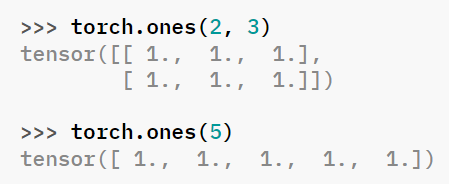 >>> torch.ones(2, 3)
tensor([[ 1.,  1.,  1.],
        [ 1.,  1.,  1.]])
>>> torch.ones(5)
tensor([ 1.,  1.,  1.,  1.,  1.])